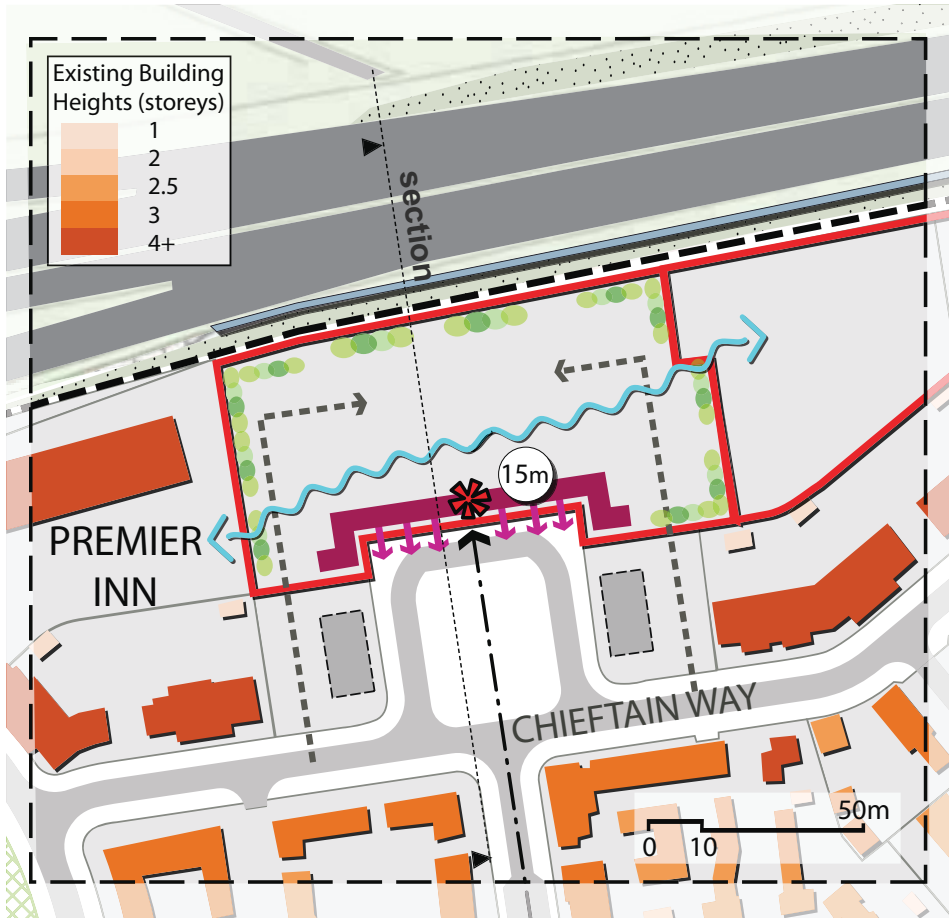 Existing Building
Heights (storeys)
1
2
2.5
3
4+
section
15m
PREMIER
INN
CHIEFTAIN WAY
50m
0 10